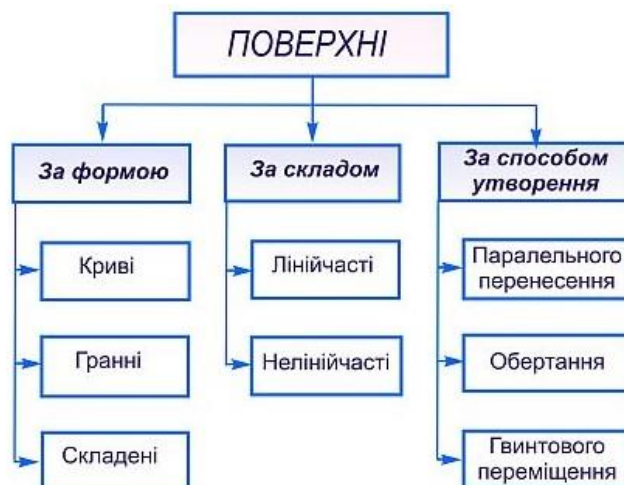 ПОВЕРХНІ
За формою
Криві
Гранні
Складені
За складом
Лінійчасті
Нелінійчасті
За способом
утворення
Паралельного
перенесення
Обертання
Гвинтового
переміщення